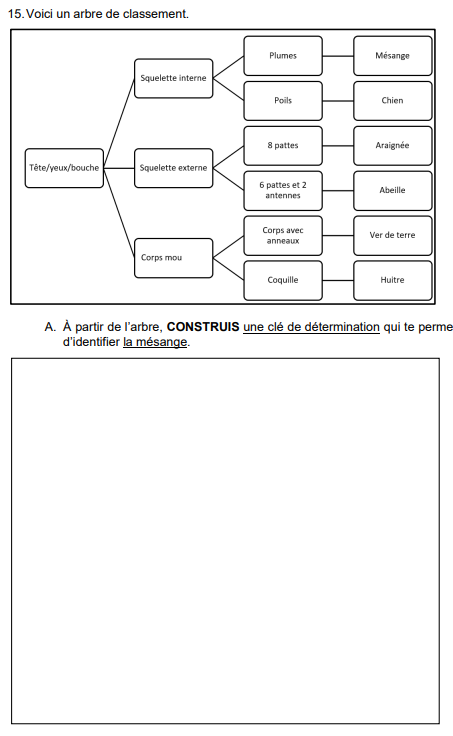 15. Voici un arbre de classement.
Plumes
Mésange
Squelette interne
Poils
Chien
8 pattes
Araignée
Tête/yeux/bouche
Squelette externe
6 pattes et 2
antennes
Abeille
Corps avec
anneaux
Ver de terre
Corps mou
Coquille
Huitre
A. À partir de l’arbre, CONSTRUIS une clé de détermination qui te perme
d’identifier la mésange.